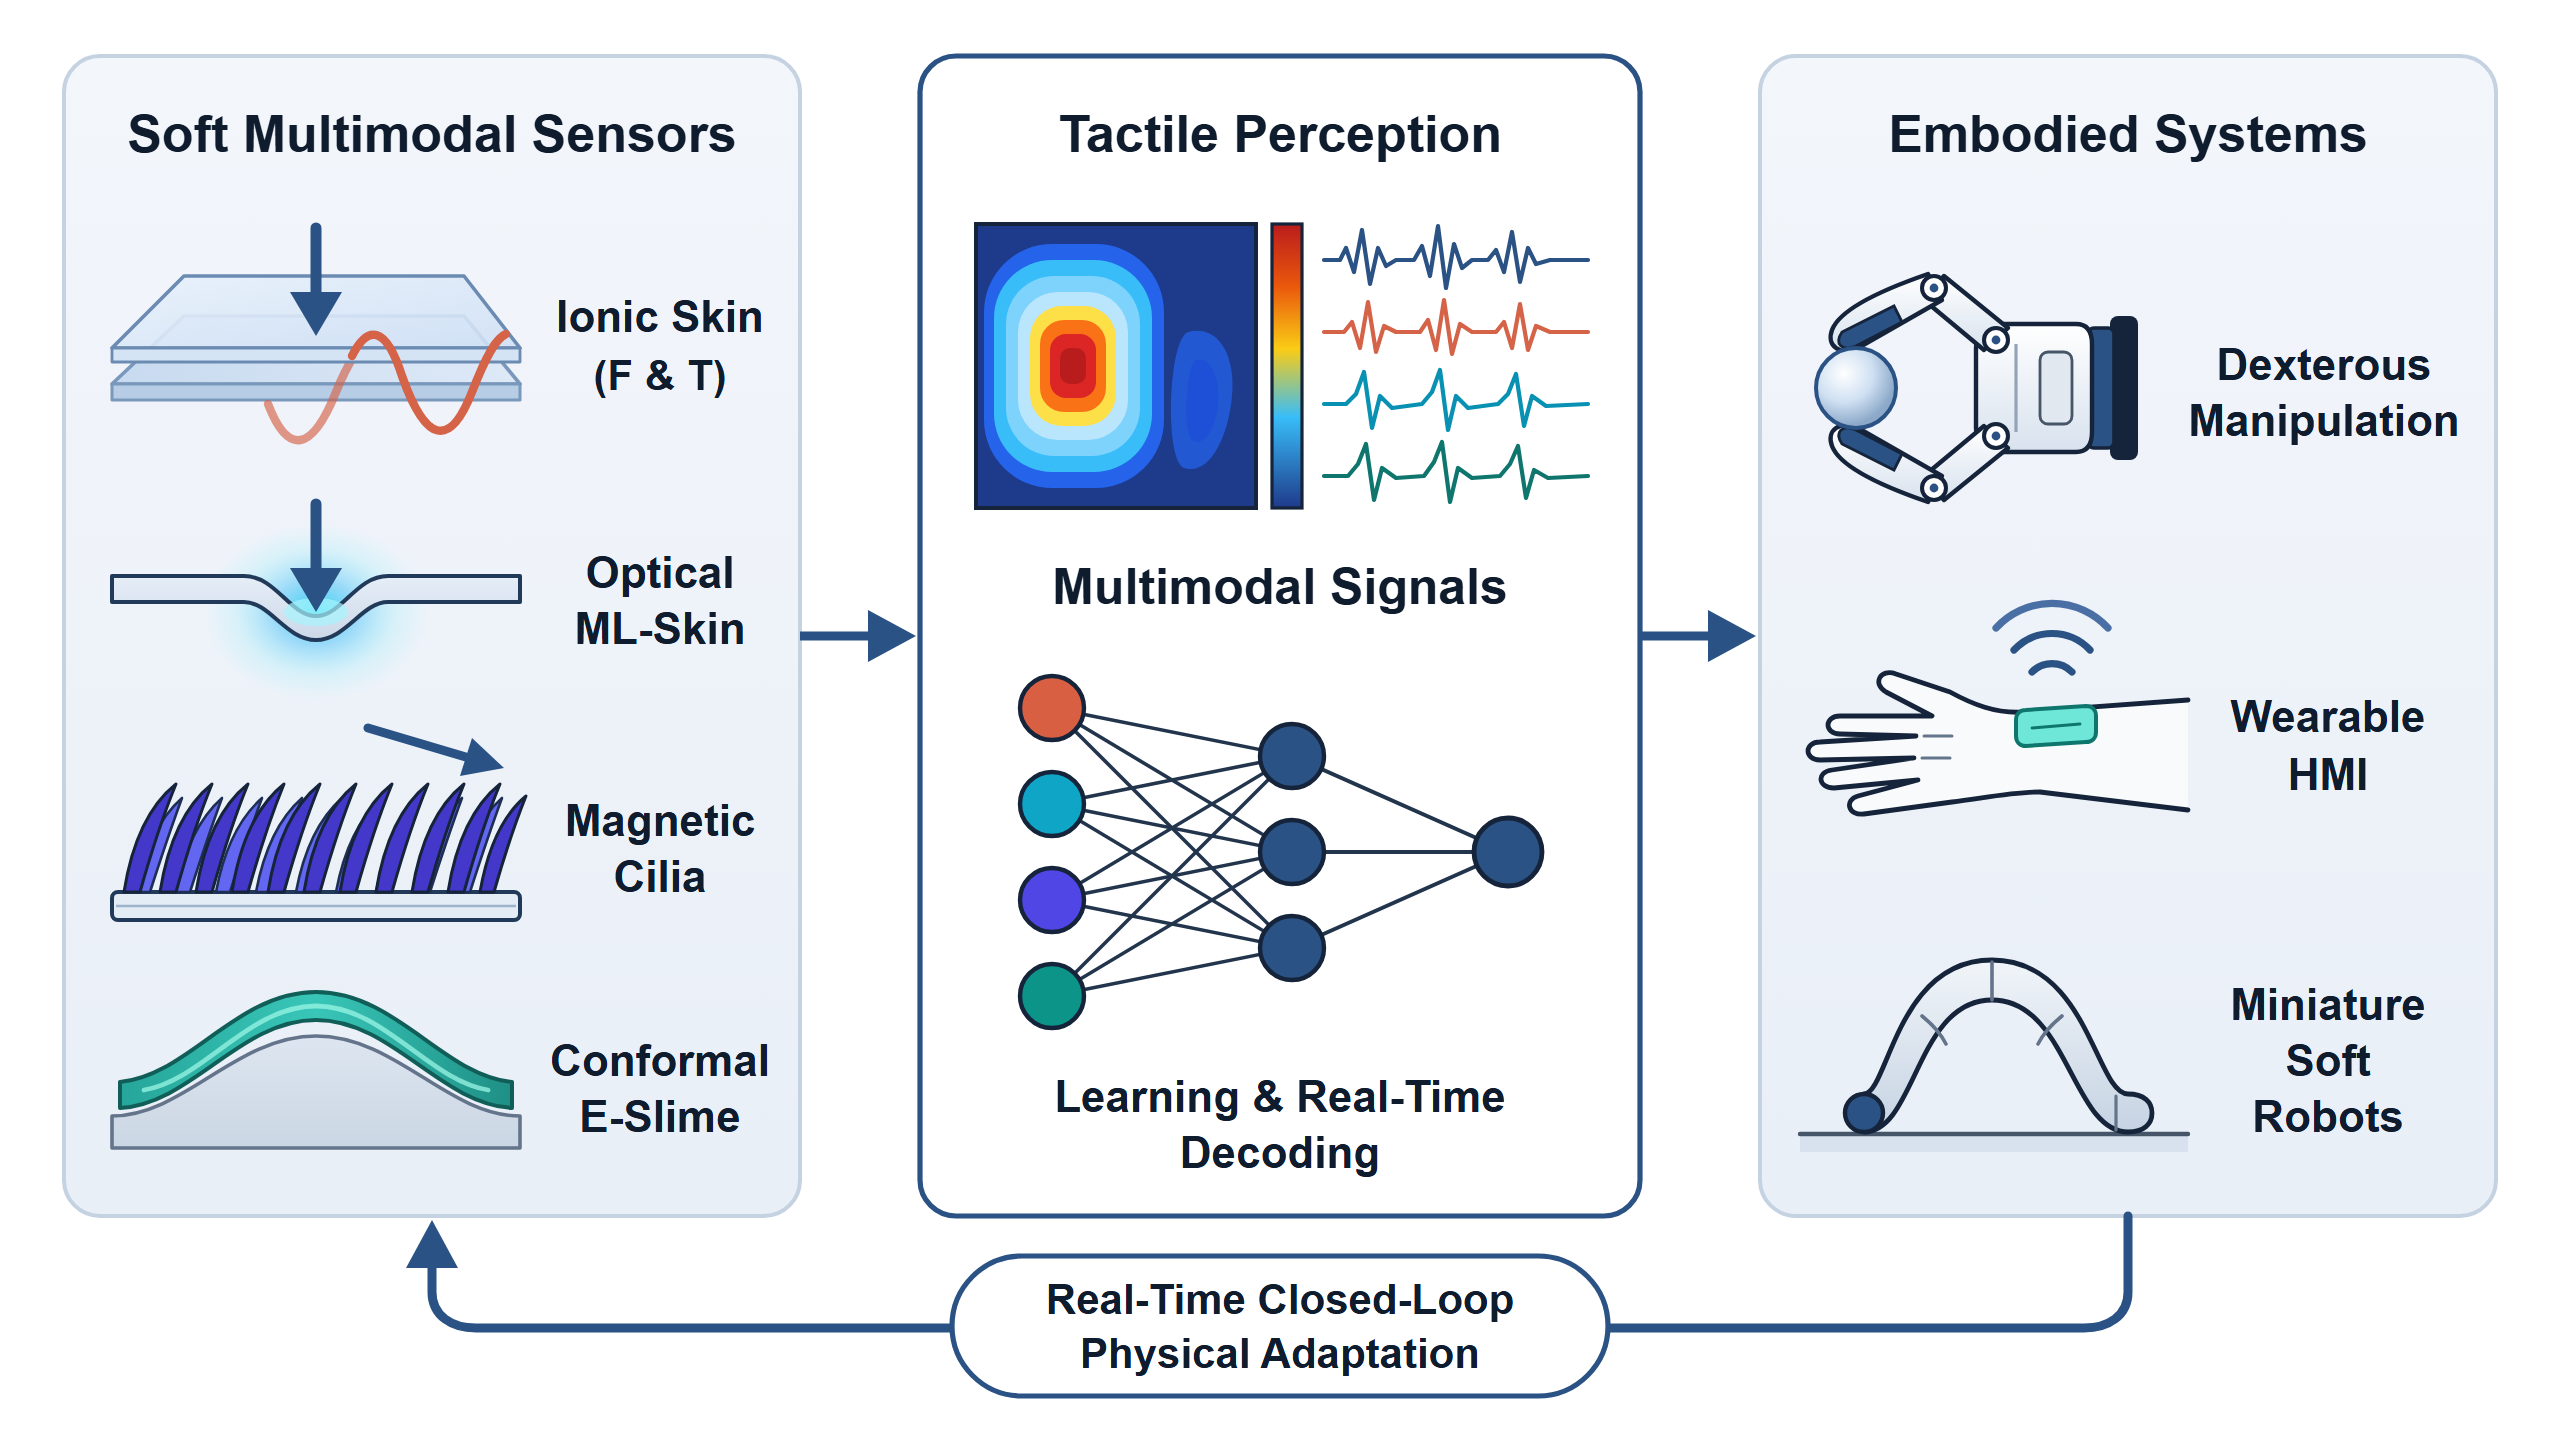 Soft Multimodal Sensors
Ionic Skin
(F & T)
Optical
ML-Skin
Magnetic
Cilia
Conformal
E-Slime
Tactile Perception
Multimodal Signals
Learning & Real-Time
Decoding
Embodied Systems
Dexterous
Manipulation
Wearable
HMI
Miniature
Soft
Robots
Real-Time Closed-Loop
Physical Adaptation